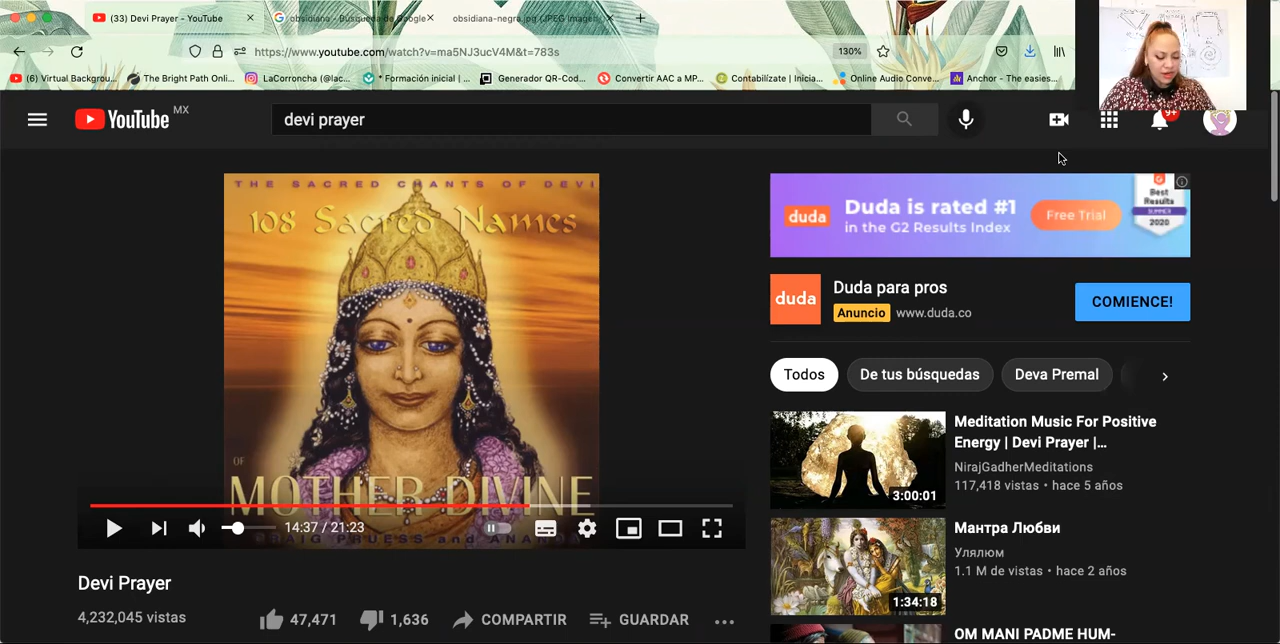 (33) Devi Prayer - YouTube
obsidiana - Búsqueda de Google
obsidiana-negra.jpg (JPEG Imagen
https://www.youtube.com/watch?v=ma5NJ3ucV4M&t=783s
130%
(6) Virtual Backgrou...
The Bright Path Onli...
LaCorroncha (@lac...
* Formación inicial | ...
Generador QR-Cod...
Convertir AAC a MP...
Contabilízate | Inicia...
Online Audio Conve...
Anchor - The easies...
YouTube MX
devi prayer
9+
THE SACRED CHANTS OF DEVI
108 Sacred Names
OF
MOTHER DIVINE
CRAIG PRUESS and ANANDA
14:37 / 21:23
Devi Prayer
4,232,045 vistas
47,471
1,636
COMPARTIR
GUARDAR
duda
Duda is rated #1
in the G2 Results Index
Free Trial
Best
Results
SUMMER
2020
duda
Duda para pros
Anuncio www.duda.co
COMIENCE!
Todos
De tus búsquedas
Deva Premal
Meditation Music For Positive
Energy | Devi Prayer |...
NirajGadherMeditations
117,418 vistas • hace 5 años
3:00:01
Мантра Любви
Улялюм
1.1 M de vistas • hace 2 años
1:34:18
OM MANI PADME HUM-